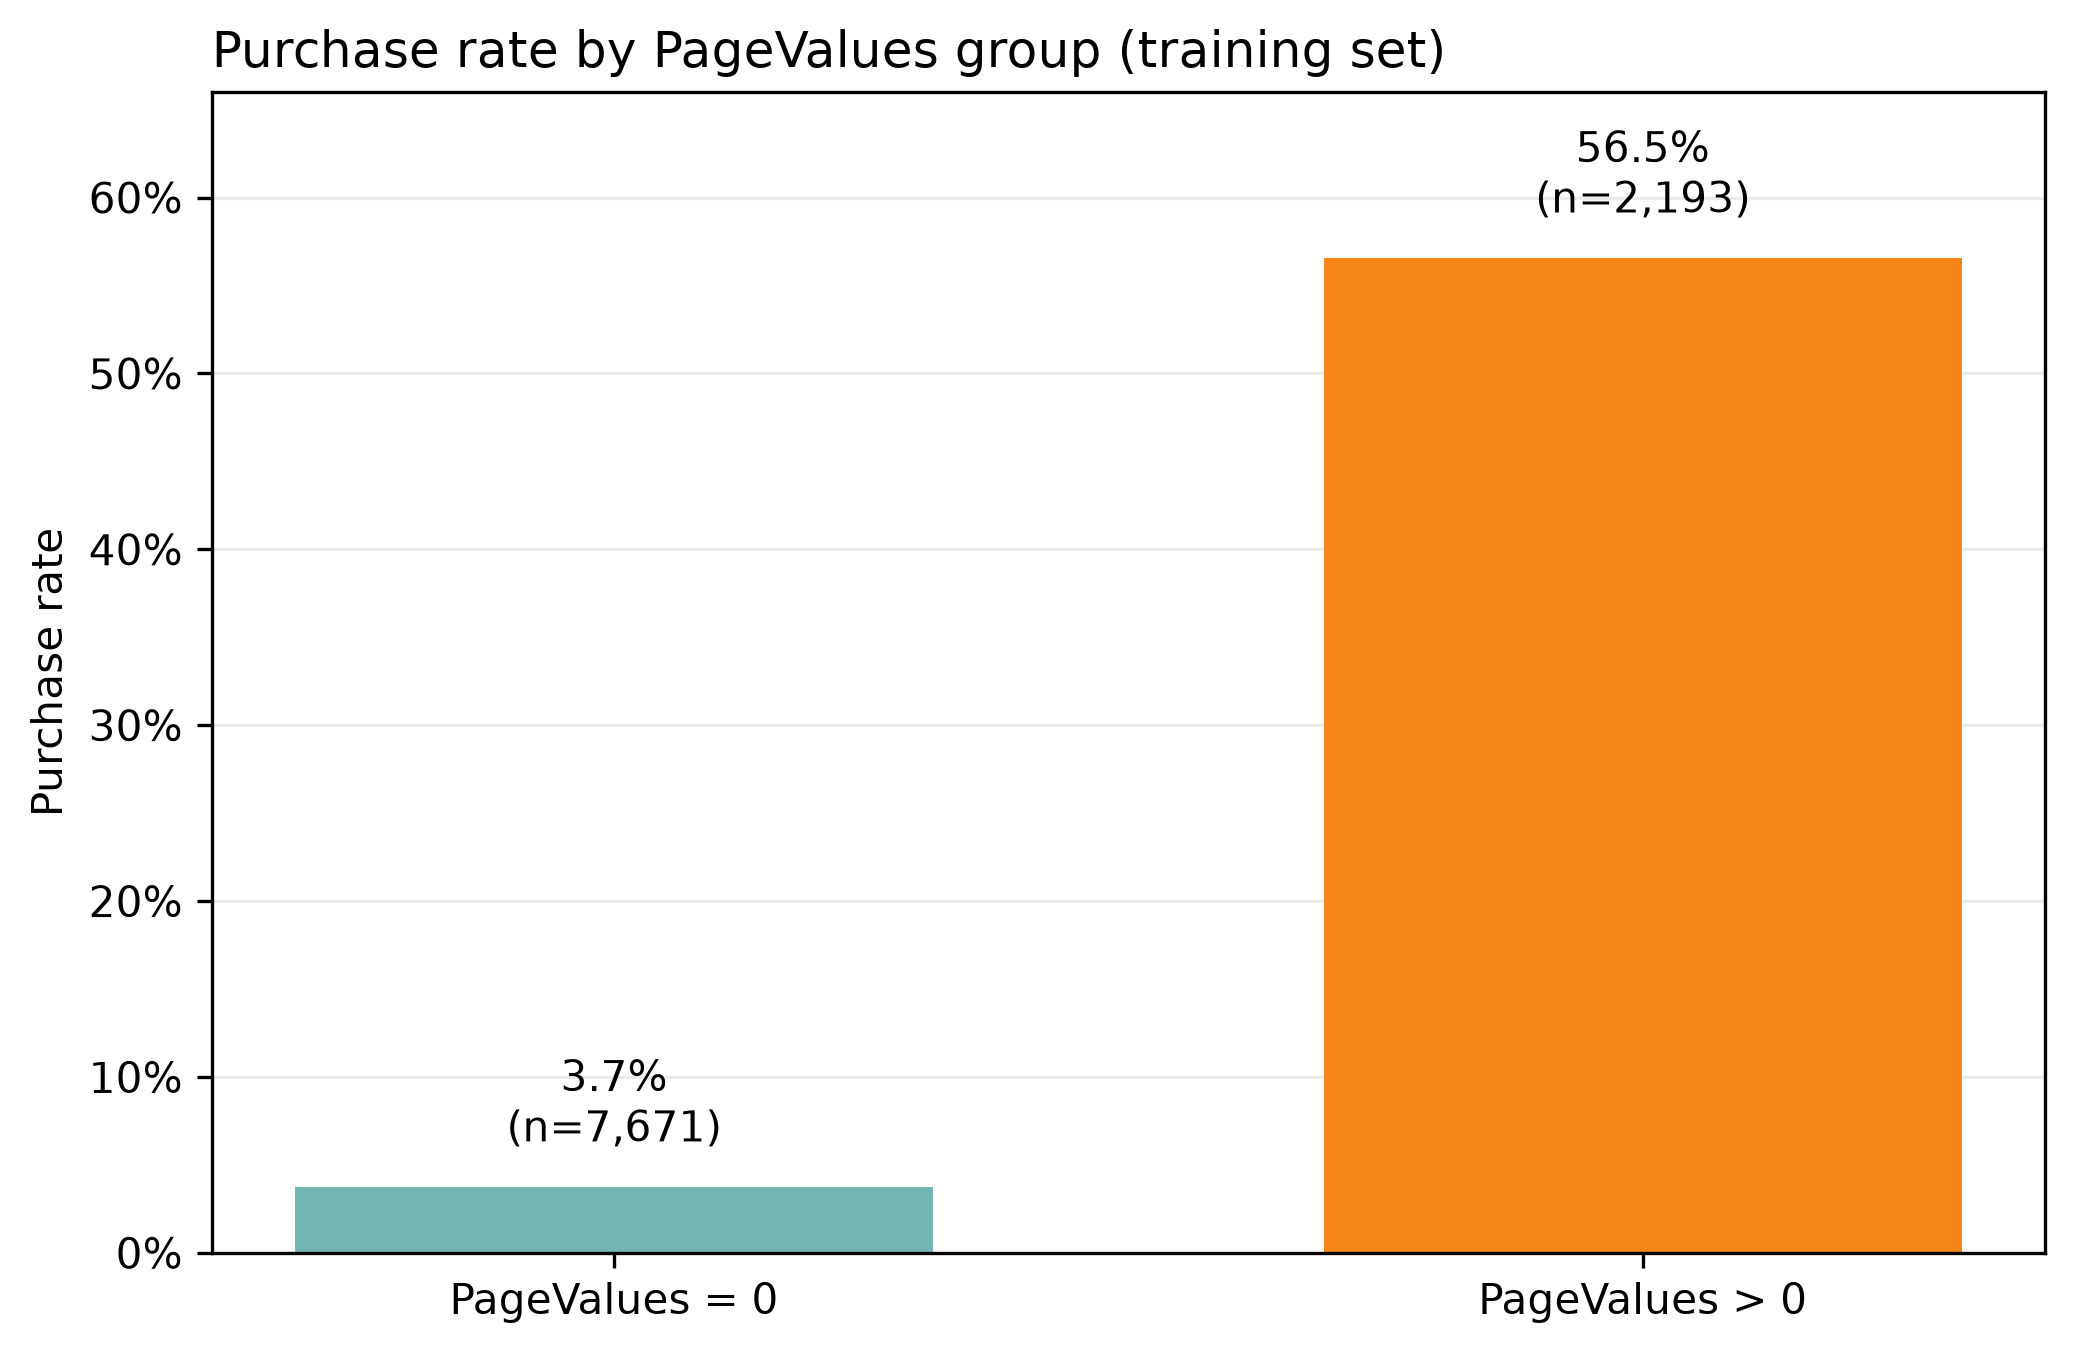 Purchase rate by PageValues group (training set)
56.5%
(n=2,193)
60%
50%
40%
30%
20%
10%
0%
Purchase rate
3.7%
(n=7,671)
PageValues = 0
PageValues > 0